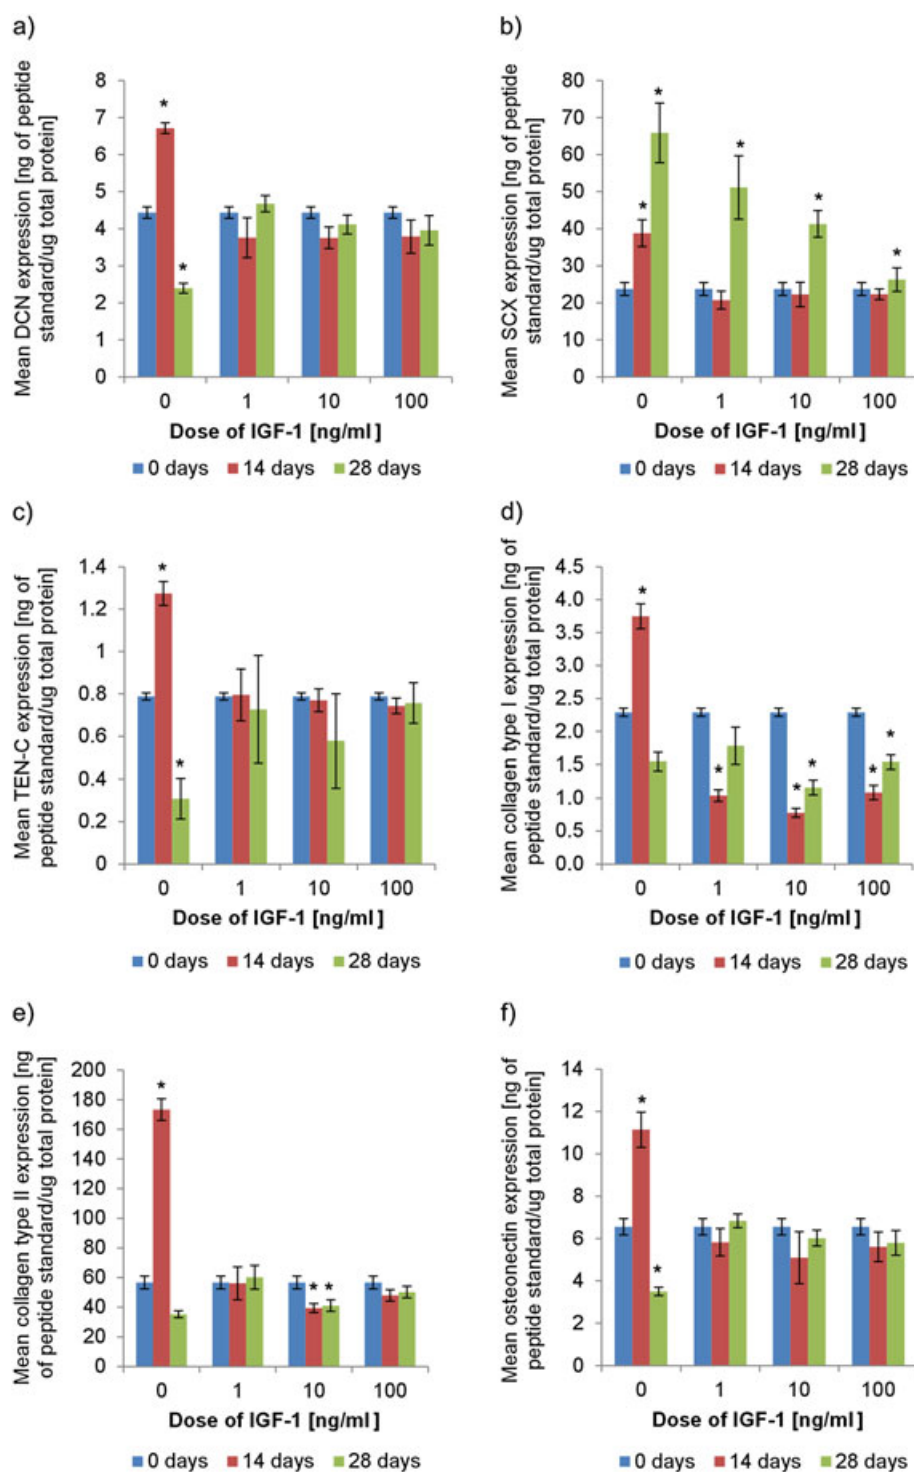 a)
Mean DCN expression [ng of peptide
standard/ug total protein]
8
7
6
5
4
3
2
1
0
*
*
0 1 10 100
Dose of IGF-1 [ng/ml]
0 days 14 days 28 days
b)
Mean SCX expression [ng of peptide
standard/ug total protein]
80
70
60
50
40
30
20
10
0
*
*
*
*
*
0 1 10 100
Dose of IGF-1 [ng/ml]
0 days 14 days 28 days
c)
Mean TEN-C expression [ng of
peptide standard/ug total protein]
1.4
1.2
1
0.8
0.6
0.4
0.2
0
*
*
0 1 10 100
Dose of IGF-1 [ng/ml]
0 days 14 days 28 days
d)
Mean collagen type I expression [ng of
peptide standard/ug total protein]
4.5
4.0
3.5
3.0
2.5
2.0
1.5
1.0
0.5
0.0
*
*
* *
* *
0 1 10 100
Dose of IGF-1 [ng/ml]
0 days 14 days 28 days
e)
Mean collagen type II expression [ng
of peptide standard/ug total protein]
200
180
160
140
120
100
80
60
40
20
0
*
* *
0 1 10 100
Dose of IGF-1 [ng/ml]
0 days 14 days 28 days
f)
Mean osteonectin expression [ng of
peptide standard/ug total protein]
14
12
10
8
6
4
2
0
*
*
0 1 10 100
Dose of IGF-1 [ng/ml]
0 days 14 days 28 days